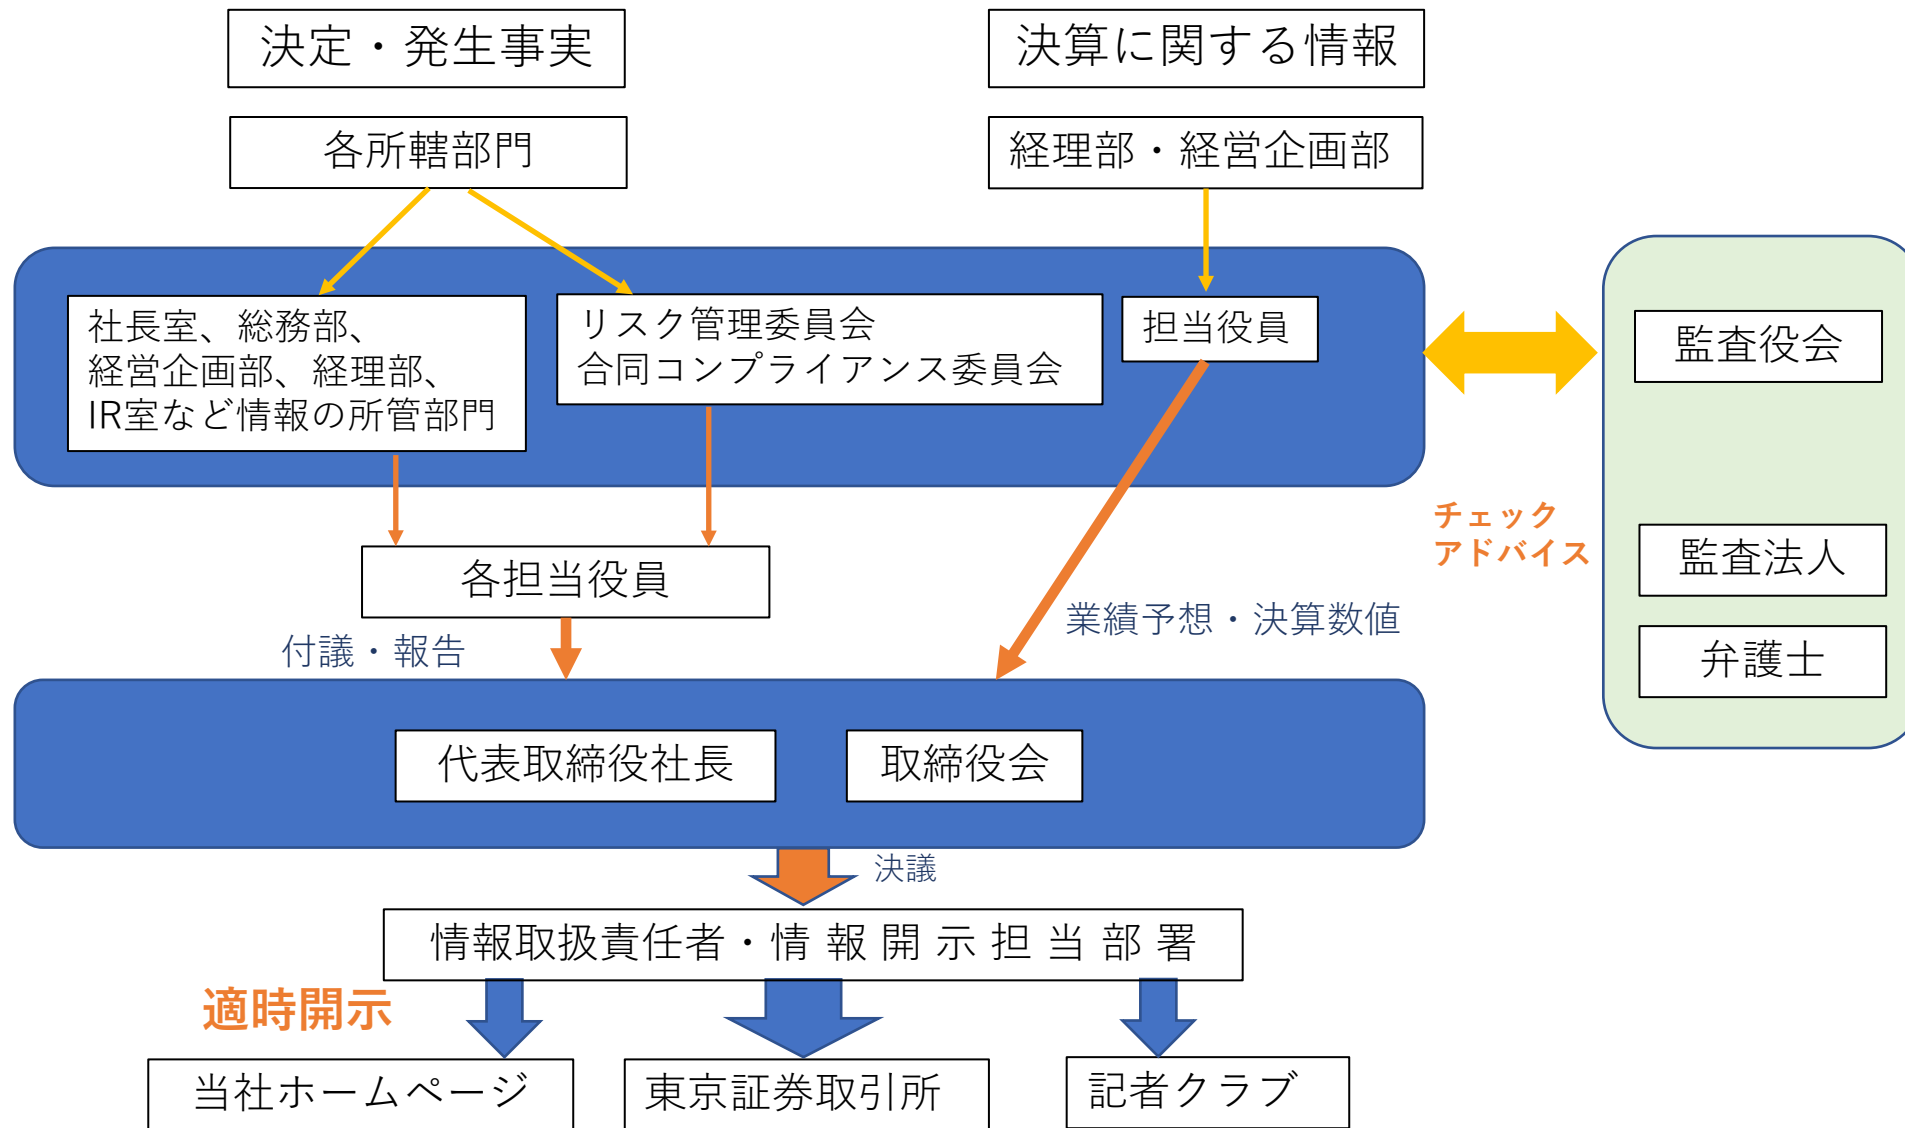 決定・発生事実
決算に関する情報
各所轄部門
経理部・経営企画部
社長室、総務部、
経営企画部、経理部、
IR室など情報の所管部門
リスク管理委員会
合同コンプライアンス委員会
担当役員
監査役会
チェック
アドバイス
監査法人
弁護士
各担当役員
付議・報告
業績予想・決算数値
代表取締役社長
取締役会
決議
情報取扱責任者・情報開示担当部署
適時開示
当社ホームページ
東京証券取引所
記者クラブ